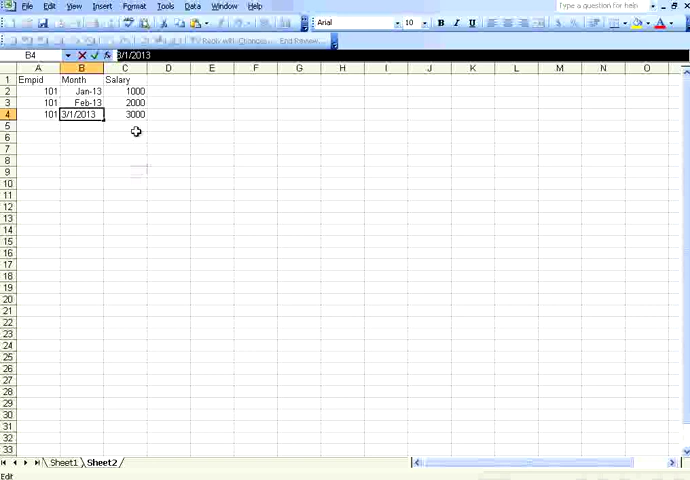 File Edit View Insert Format Tools Data Window Help Type a question for help
Arial 10 B I U
Reply with Changes... End Review...
B4 fx 3/1/2013
A B C D E F G H I J K L M N O
1 Empid Month Salary
2 101 Jan-13 1000
3 101 Feb-13 2000
4 101 3/1/2013 3000
5
6
7
8
9
10
11
12
13
14
15
16
17
18
19
20
21
22
23
24
25
26
27
28
29
30
31
32
33
Sheet1 Sheet2
Edit